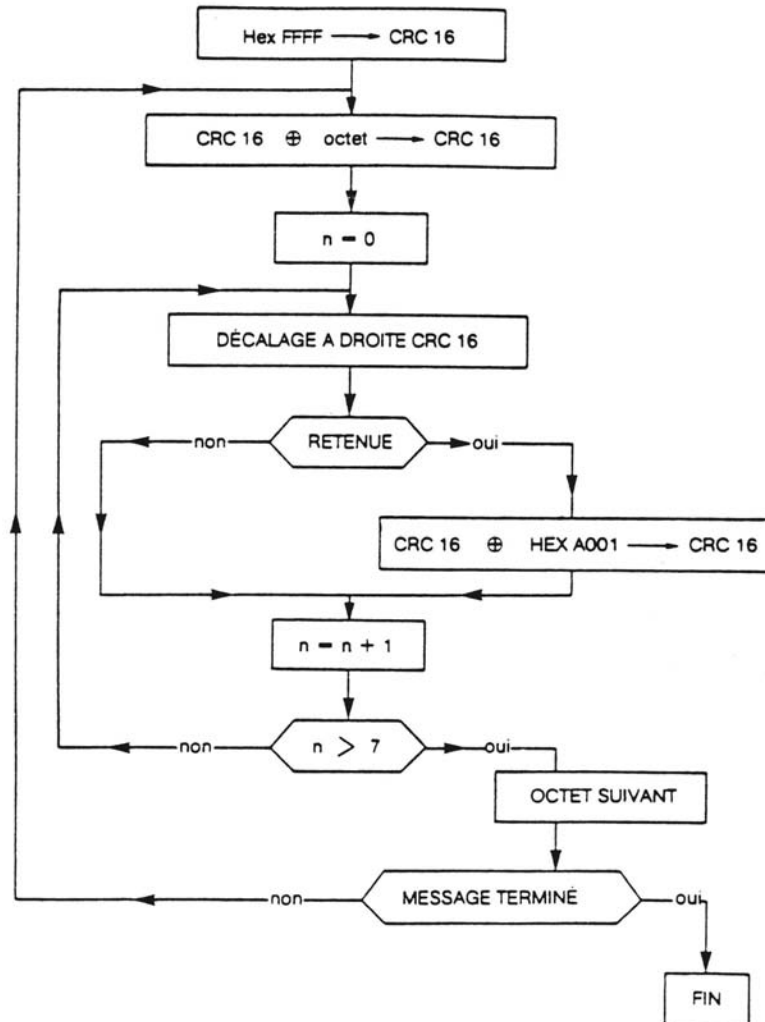 Hex FFFF ⟶ CRC 16
CRC 16 ⊕ octet ⟶ CRC 16
n = 0
DÉCALAGE A DROITE CRC 16
non
RETENUE
oui
CRC 16 ⊕ HEX A001 ⟶ CRC 16
n = n + 1
non
n > 7
oui
OCTET SUIVANT
non
MESSAGE TERMINÉ
oui
FIN